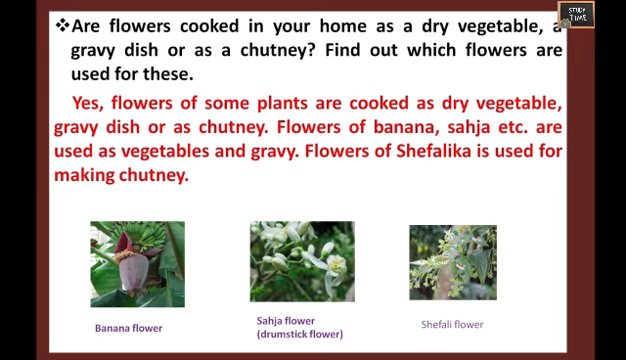 STUDY
TIME
❖Are flowers cooked in your home as a dry vegetable, a
gravy dish or as a chutney? Find out which flowers are
used for these.
Yes, flowers of some plants are cooked as dry vegetable,
gravy dish or as chutney. Flowers of banana, sahja etc. are
used as vegetables and gravy. Flowers of Shefalika is used for
making chutney.
Banana flower
Sahja flower
(drumstick flower)
Shefali flower